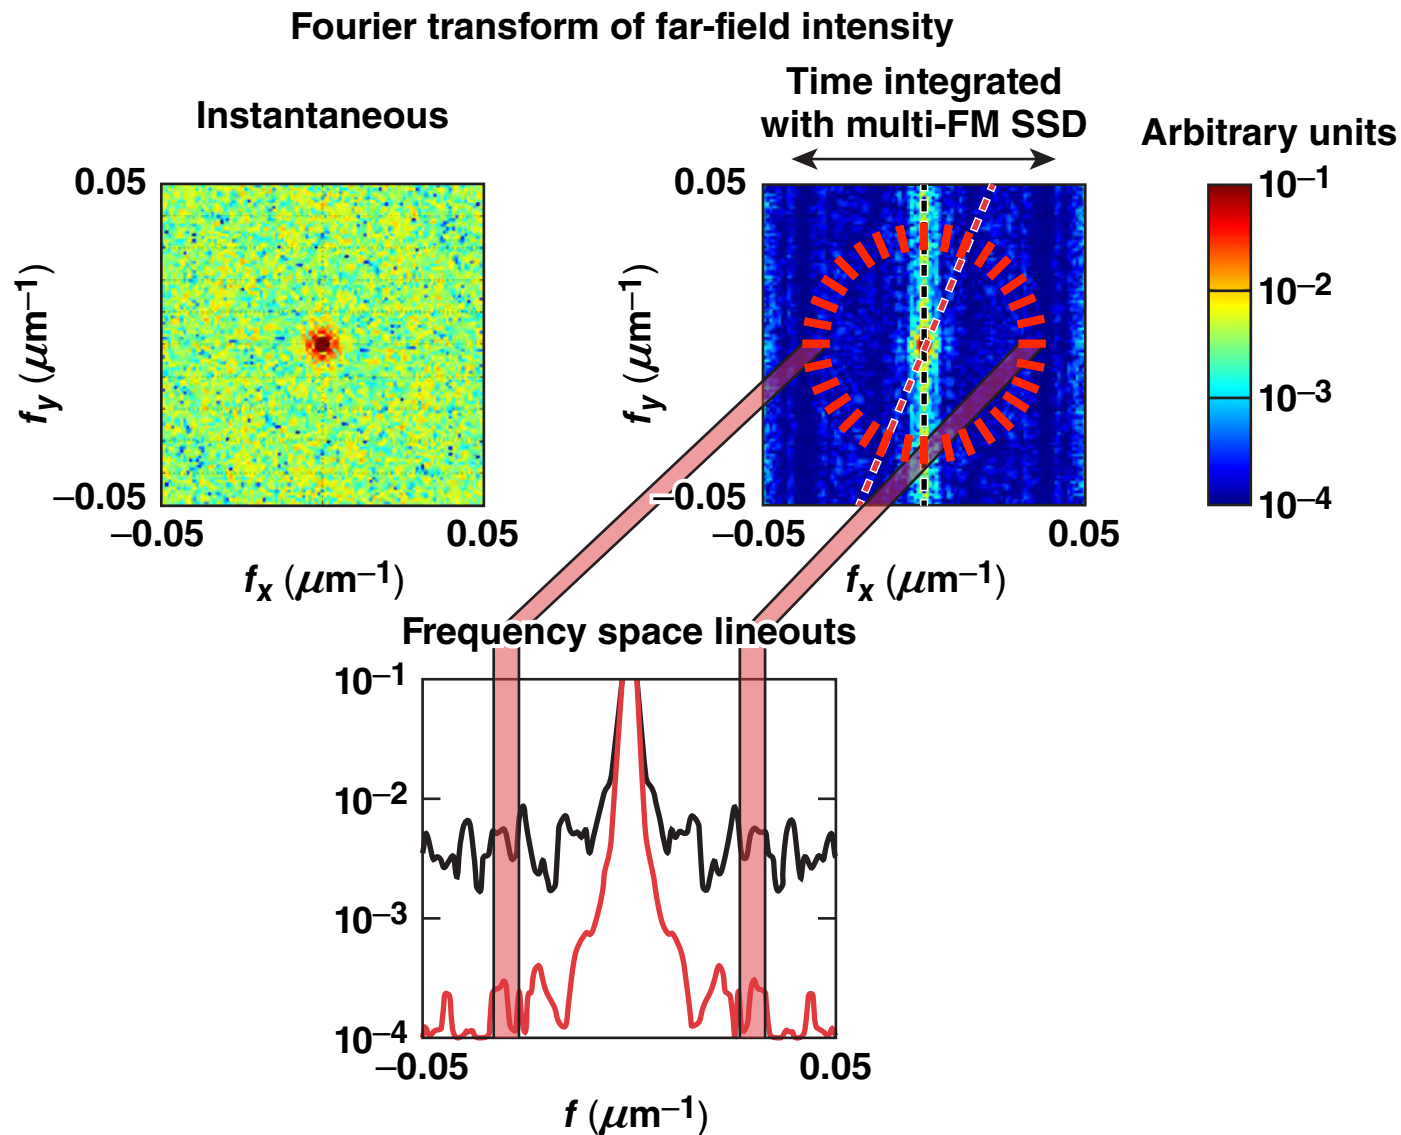 Fourier transform of far-field intensity
Instantaneous
Time integrated
with multi-FM SSD
Arbitrary units
0.05
fy (μm–1)
–0.05
–0.05
0.05
fx (μm–1)
0.05
fy (μm–1)
–0.05
–0.05
0.05
fx (μm–1)
10–1
10–2
10–3
10–4
Frequency space lineouts
10–1
10–2
10–3
10–4
–0.05
0.05
f (μm–1)